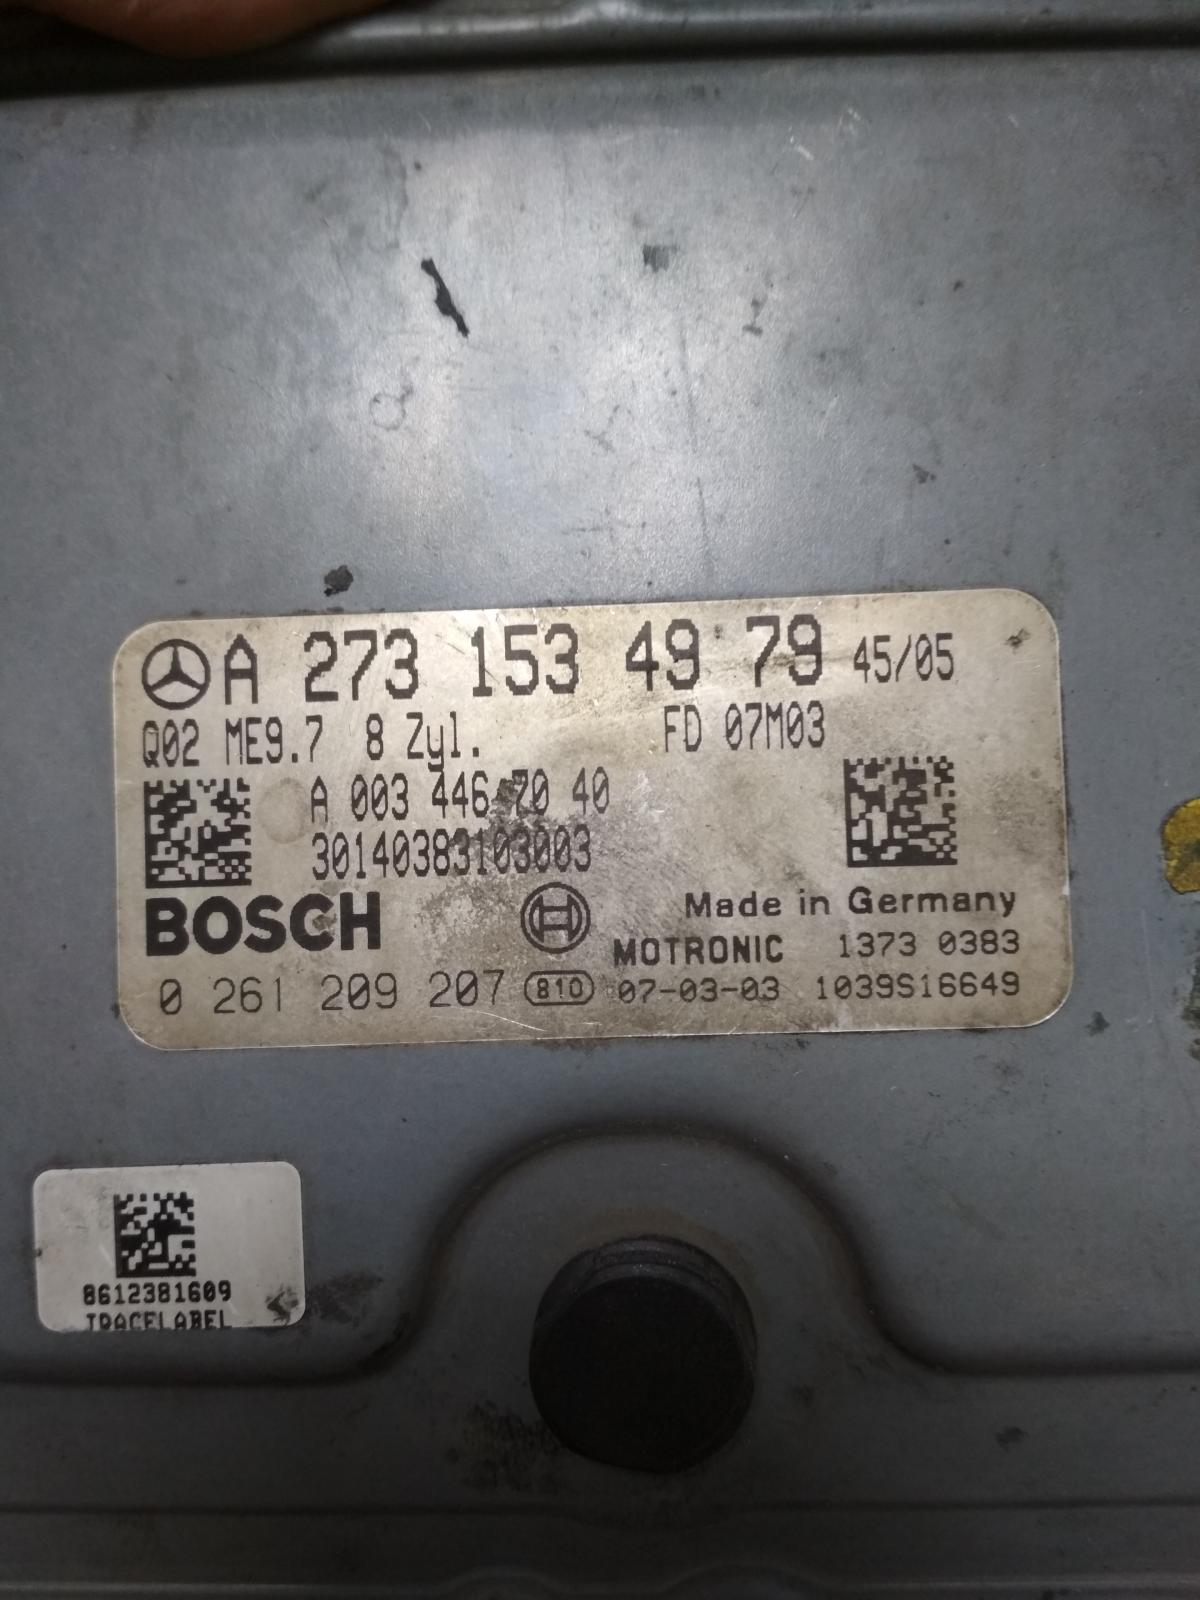 A 273 153 49 79 45/05
Q02 ME9.7 8 Zyl. FD 07M03
A 003 446 70 40
30140383103003
BOSCH
Made in Germany
MOTRONIC 1373 0383
0 261 209 207 810 07-03-03 1039S16649
8612381609
TRACELABEL